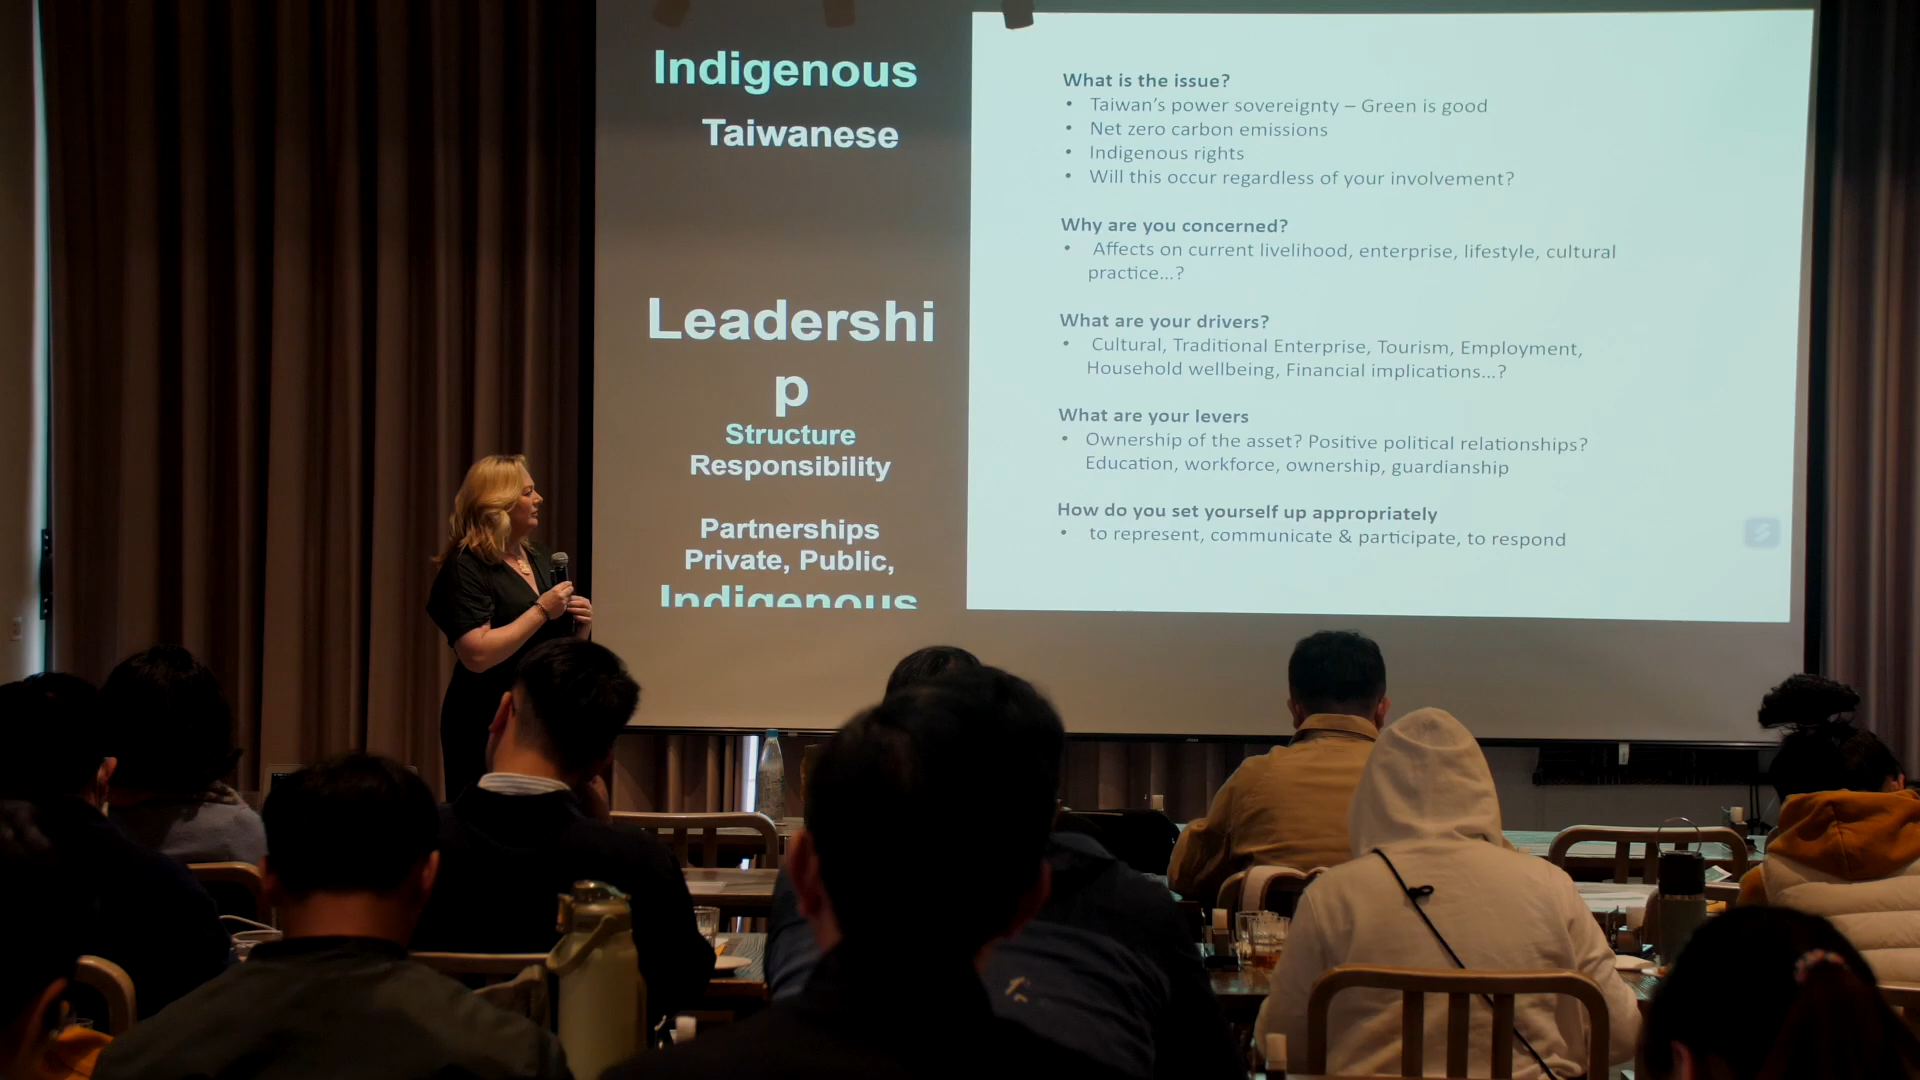 Indigenous
Taiwanese
Leadershi
p
Structure
Responsibility
Partnerships
Private, Public,
Indigenous
What is the issue?
• Taiwan's power sovereignty – Green is good
• Net zero carbon emissions
• Indigenous rights
• Will this occur regardless of your involvement?
Why are you concerned?
• Affects on current livelihood, enterprise, lifestyle, cultural
practice...?
What are your drivers?
• Cultural, Traditional Enterprise, Tourism, Employment,
Household wellbeing, Financial implications...?
What are your levers
• Ownership of the asset? Positive political relationships?
Education, workforce, ownership, guardianship
How do you set yourself up appropriately
• to represent, communicate & participate, to respond